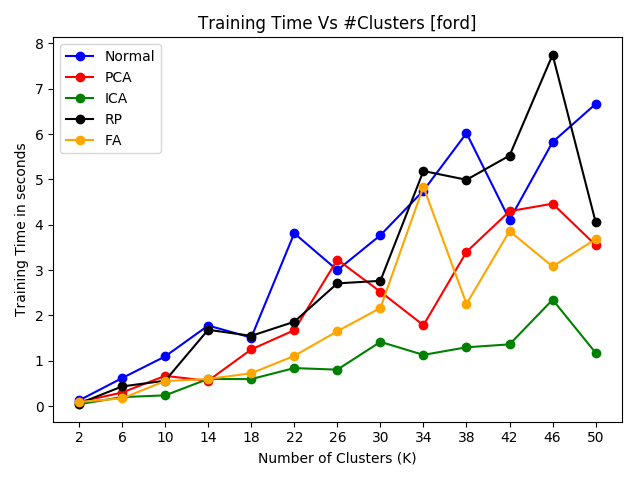 Training Time Vs #Clusters [ford]
Normal
PCA
ICA
RP
FA
Training Time in seconds
8
7
6
5
4
3
2
1
0
2 6 10 14 18 22 26 30 34 38 42 46 50
Number of Clusters (K)